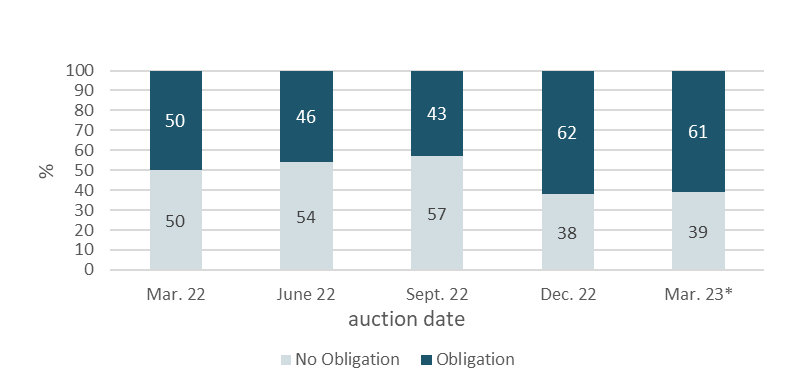 100
90
80
70
60
50
40
30
20
10
0
%
50 46 43 62 61
50 54 57 38 39
Mar. 22 June 22 Sept. 22 Dec. 22 Mar. 23*
auction date
No Obligation Obligation